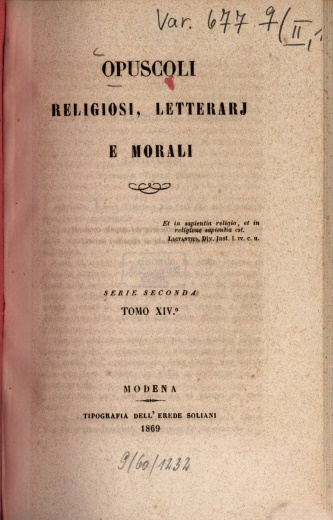 Var. 677 9/(II,1
OPUSCOLI
RELIGIOSI, LETTERARJ
E MORALI
Et in sapientia religio, et in
religione sapientia est.
LACTANTIUS, DIV. Inst. l. IV. c. II.
SERIE SECONDA
TOMO XIV.°
MODENA
TIPOGRAFIA DELL' EREDE SOLIANI
1869
9/60/1232